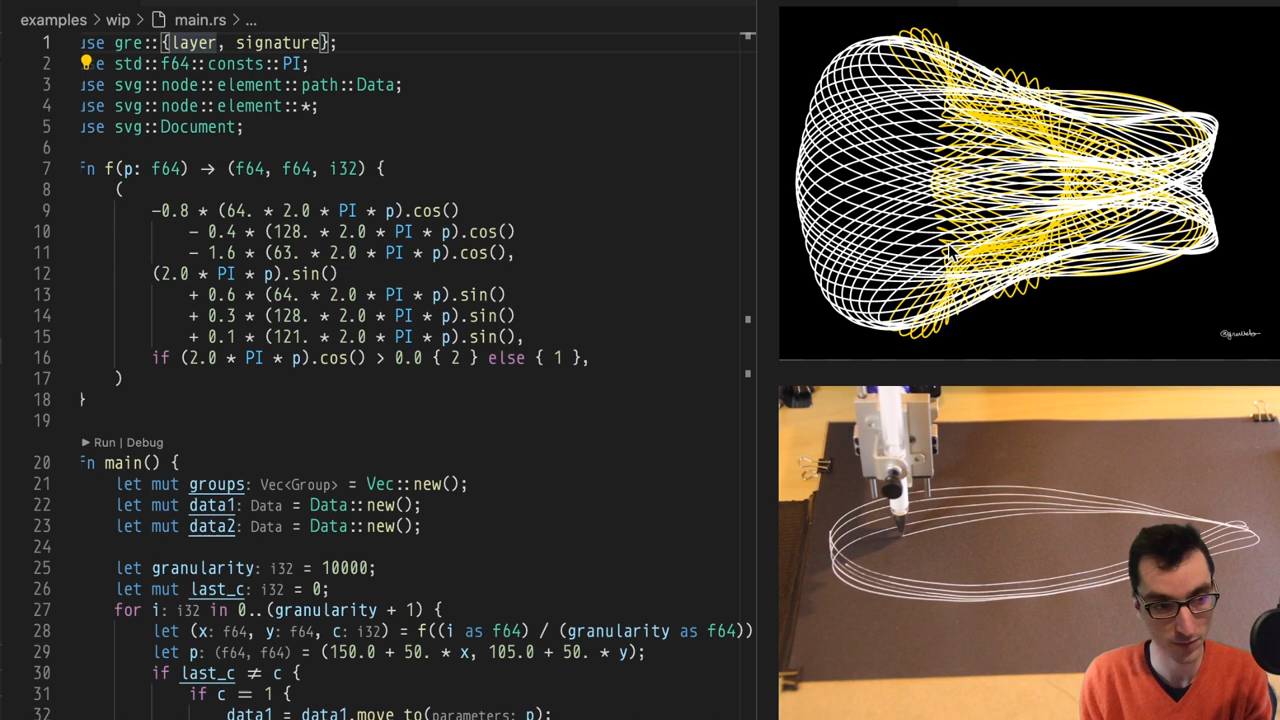 examples > wip > main.rs > ...
1 use gre::{layer, signature};
2 use std::f64::consts::PI;
3 use svg::node::element::path::Data;
4 use svg::node::element::*;
5 use svg::Document;
6
7 fn f(p: f64) → (f64, f64, i32) {
8 (
9 -0.8 * (64. * 2.0 * PI * p).cos()
10 - 0.4 * (128. * 2.0 * PI * p).cos()
11 - 1.6 * (63. * 2.0 * PI * p).cos(),
12 (2.0 * PI * p).sin()
13 + 0.6 * (64. * 2.0 * PI * p).sin()
14 + 0.3 * (128. * 2.0 * PI * p).sin()
15 + 0.1 * (121. * 2.0 * PI * p).sin(),
16 if (2.0 * PI * p).cos() > 0.0 { 2 } else { 1 },
17 )
18 }
19
▶ Run | Debug
20 fn main() {
21 let mut groups: Vec<Group> = Vec::new();
22 let mut data1: Data = Data::new();
23 let mut data2: Data = Data::new();
24
25 let granularity: i32 = 10000;
26 let mut last_c: i32 = 0;
27 for i: i32 in 0..(granularity + 1) {
28 let (x: f64, y: f64, c: i32) = f((i as f64) / (granularity as f64))
29 let p: (f64, f64) = (150.0 + 50. * x, 105.0 + 50. * y);
30 if last_c ≠ c {
31 if c == 1 {
32 data1 = data1.move_to(parameters: p);